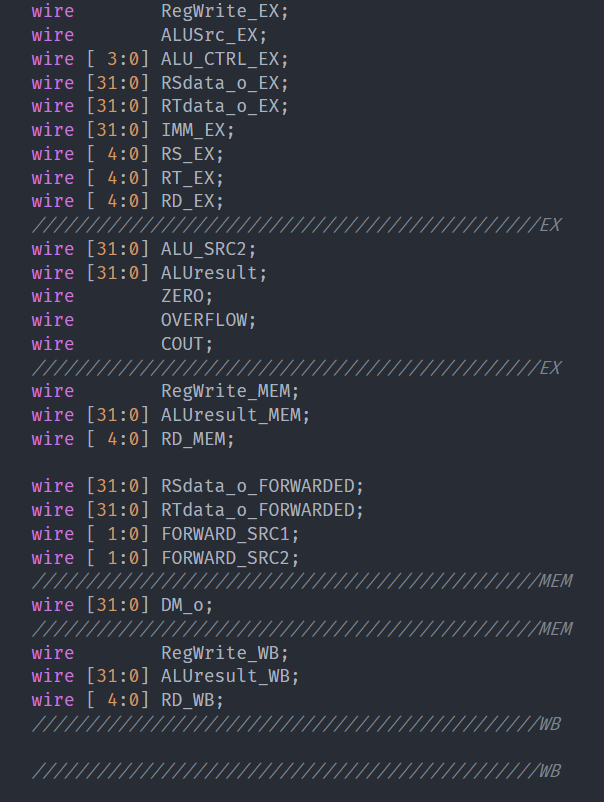 wire        RegWrite_EX;
wire        ALUSrc_EX;
wire [ 3:0] ALU_CTRL_EX;
wire [31:0] RSdata_o_EX;
wire [31:0] RTdata_o_EX;
wire [31:0] IMM_EX;
wire [ 4:0] RS_EX;
wire [ 4:0] RT_EX;
wire [ 4:0] RD_EX;
///////////////////////////////////////////////EX
wire [31:0] ALU_SRC2;
wire [31:0] ALUresult;
wire        ZERO;
wire        OVERFLOW;
wire        COUT;
///////////////////////////////////////////////EX
wire        RegWrite_MEM;
wire [31:0] ALUresult_MEM;
wire [ 4:0] RD_MEM;

wire [31:0] RSdata_o_FORWARDED;
wire [31:0] RTdata_o_FORWARDED;
wire [ 1:0] FORWARD_SRC1;
wire [ 1:0] FORWARD_SRC2;
///////////////////////////////////////////////MEM
wire [31:0] DM_o;
///////////////////////////////////////////////MEM
wire        RegWrite_WB;
wire [31:0] ALUresult_WB;
wire [ 4:0] RD_WB;
///////////////////////////////////////////////WB

///////////////////////////////////////////////WB